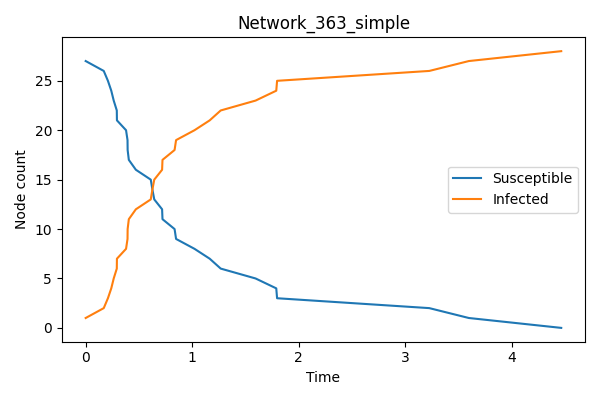 Network_363_simple
Node count
25
20
15
10
5
0
Susceptible
Infected
0 1 2 3 4
Time